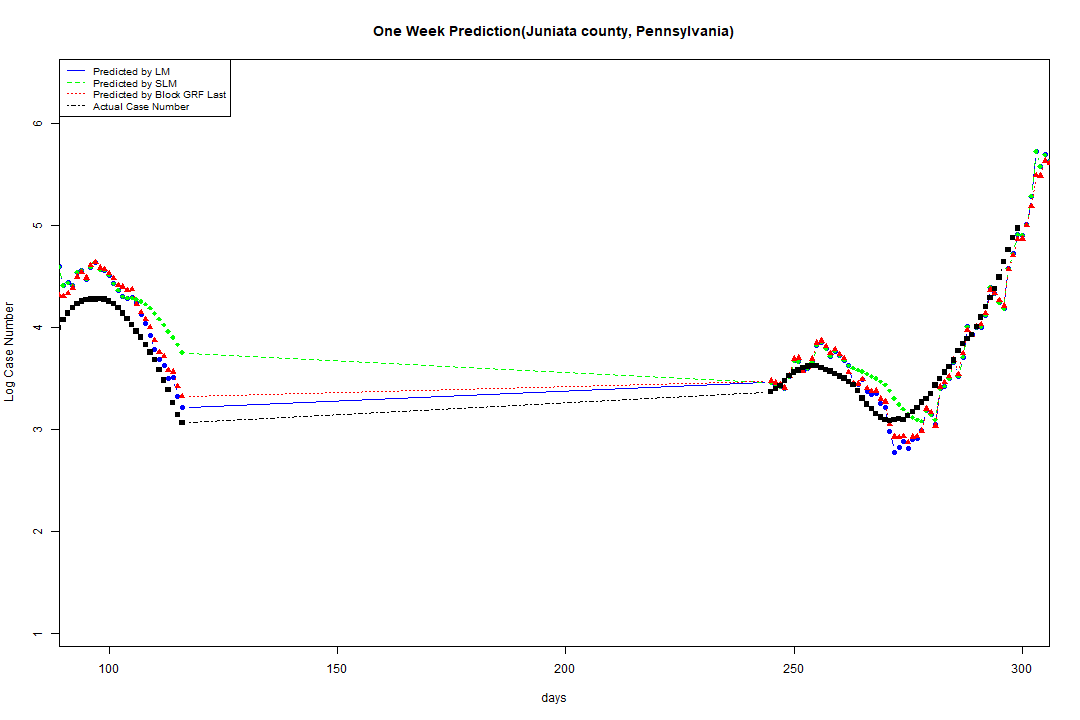 One Week Prediction(Juniata county, Pennsylvania)
Predicted by LM
Predicted by SLM
Predicted by Block GRF Last
Actual Case Number
Log Case Number
6
5
4
3
2
1
100 150 200 250 300
days